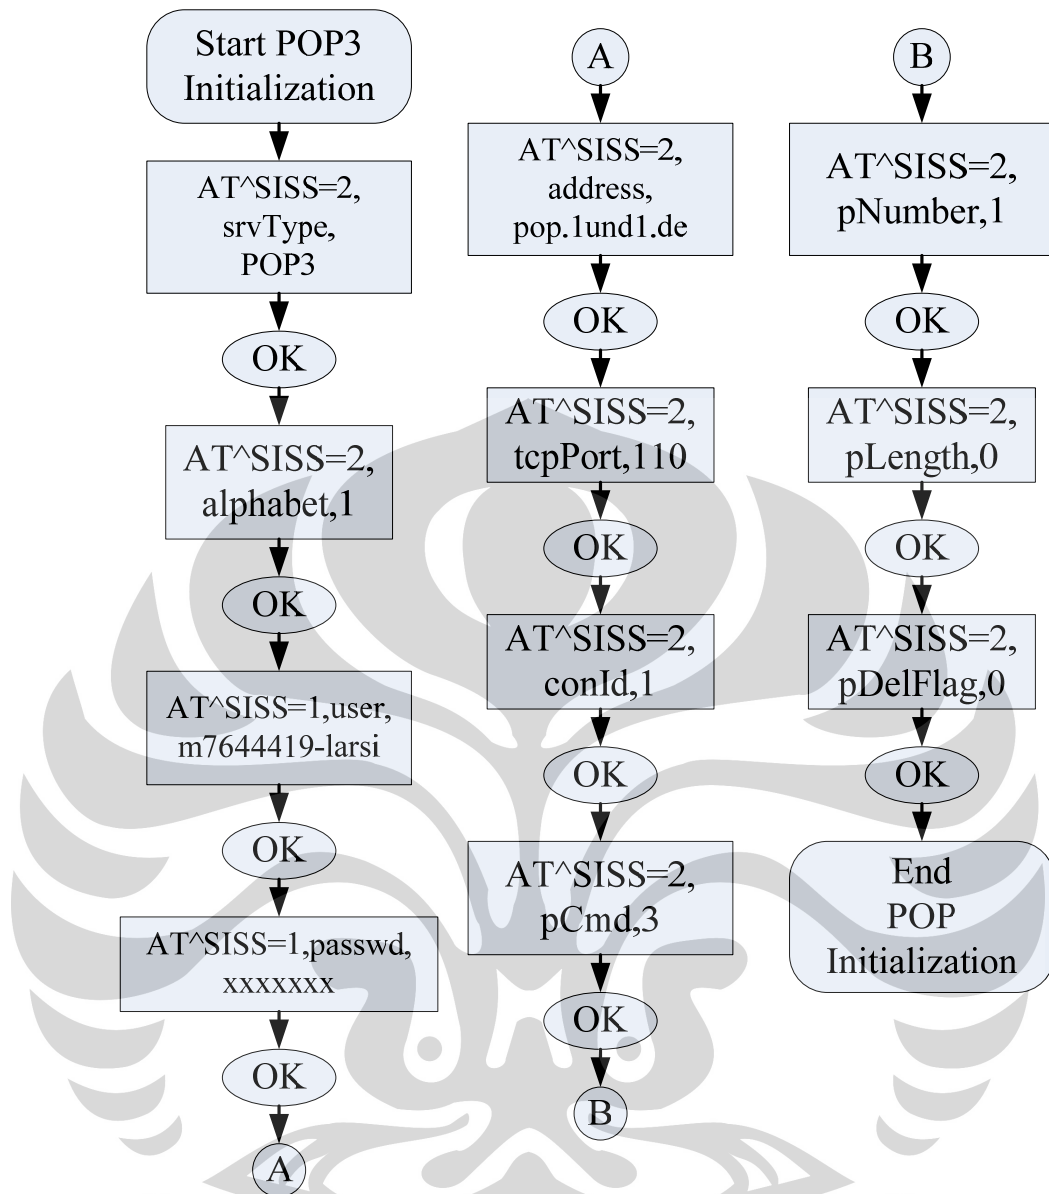 Start POP3
Initialization
AT^SISS=2,
srvType,
POP3
OK
AT^SISS=2,
alphabet,1
OK
AT^SISS=1,user,
m7644419-larsi
OK
AT^SISS=1,passwd,
xxxxxxx
OK
A
A
AT^SISS=2,
address,
pop.1und1.de
OK
AT^SISS=2,
tcpPort,110
OK
AT^SISS=2,
conId,1
OK
AT^SISS=2,
pCmd,3
OK
B
B
AT^SISS=2,
pNumber,1
OK
AT^SISS=2,
pLength,0
OK
AT^SISS=2,
pDelFlag,0
OK
End
POP
Initialization